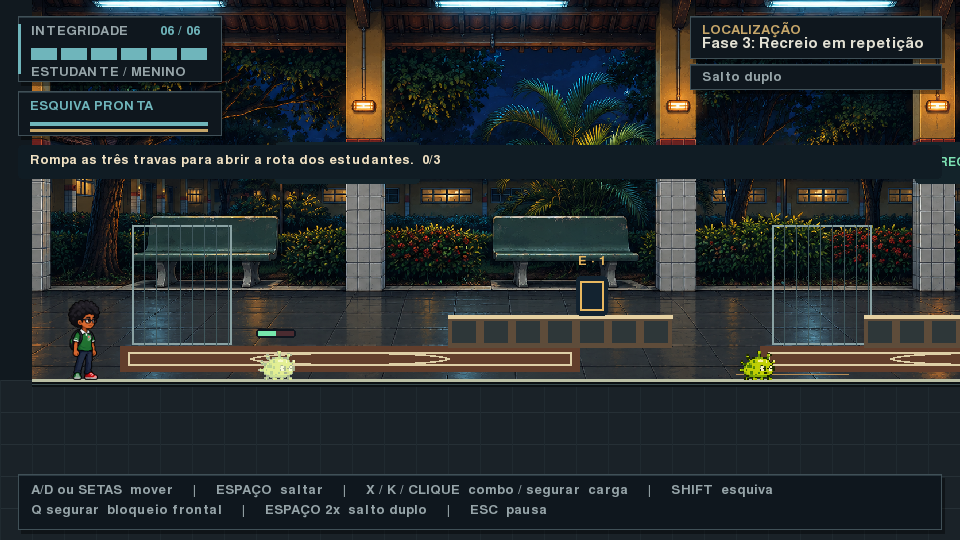 INTEGRIDADE 06 / 06
ESTUDANTE / MENINO
ESQUIVA PRONTA
LOCALIZAÇÃO
Fase 3: Recreio em repetição
Salto duplo
Rompa as três travas para abrir a rota dos estudantes. 0/3
E · 1
A/D ou SETAS mover | ESPAÇO saltar | X / K / CLIQUE combo / segurar carga | SHIFT esquiva
Q segurar bloqueio frontal | ESPAÇO 2x salto duplo | ESC pausa